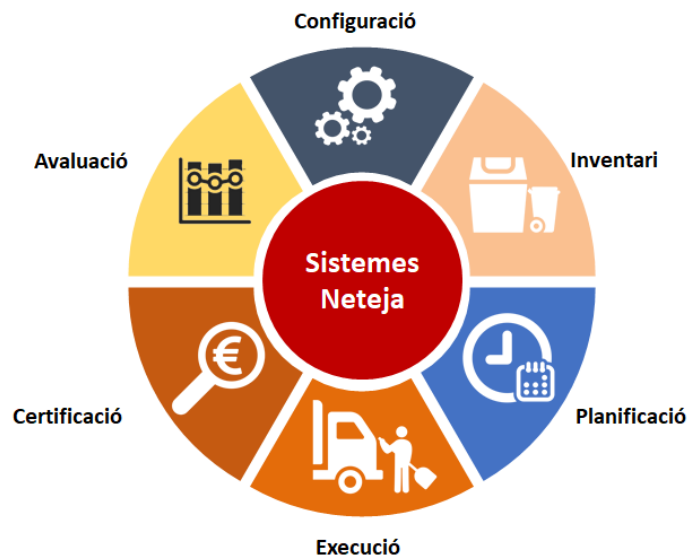 Configuració
Avaluació
Inventari
Sistemes
Neteja
€
Certificació
Planificació
Execució